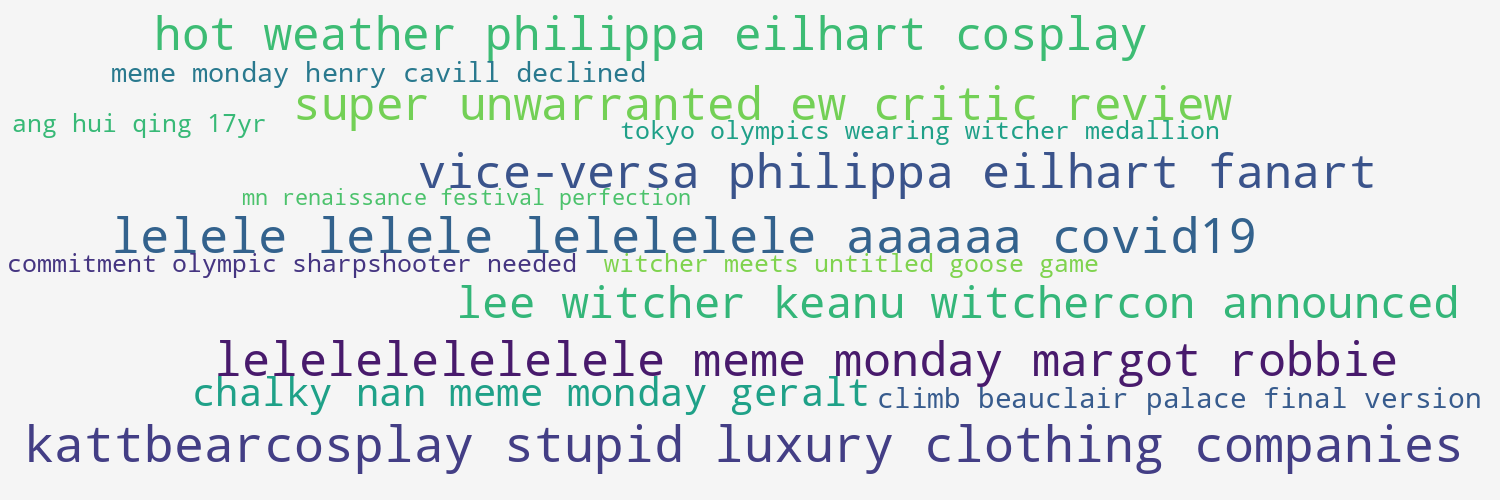 hot weather philippa eilhart cosplay
meme monday henry cavill declined
super unwarranted ew critic review
ang hui qing 17yr
tokyo olympics wearing witcher medallion
vice-versa philippa eilhart fanart
mn renaissance festival perfection
lelele lelele lelelelele aaaaaa covid19
commitment olympic sharpshooter needed
witcher meets untitled goose game
lee witcher keanu witchercon announced
lelelelelelelele meme monday margot robbie
chalky nan meme monday geralt
climb beauclair palace final version
kattbearcosplay stupid luxury clothing companies